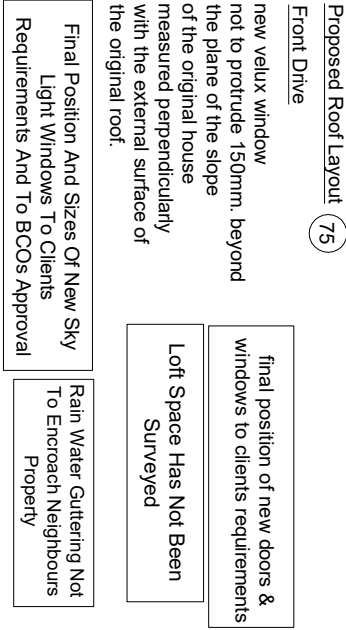 Proposed Roof Layout 75
Front Drive
new velux window
not to protrude 150mm. beyond
the plane of the slope
of the original house
measured perpendicularly
with the external surface of
the original roof.
Final Position And Sizes Of New Sky
Light Windows To Clients
Requirements And To BCOs Approval
final position of new doors &
windows to clients requirements
Loft Space Has Not Been
Surveyed
Rain Water Guttering Not
To Encroach Neighbours
Property